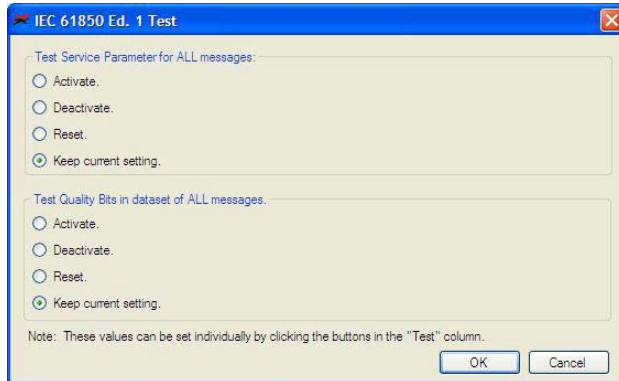 IEC 61850 Ed. 1 Test
Test Service Parameter for ALL messages:
Activate.
Deactivate.
Reset.
Keep current setting.
Test Quality Bits in dataset of ALL messages.
Activate.
Deactivate.
Reset.
Keep current setting.
Note: These values can be set individually by clicking the buttons in the "Test" column.
OK Cancel